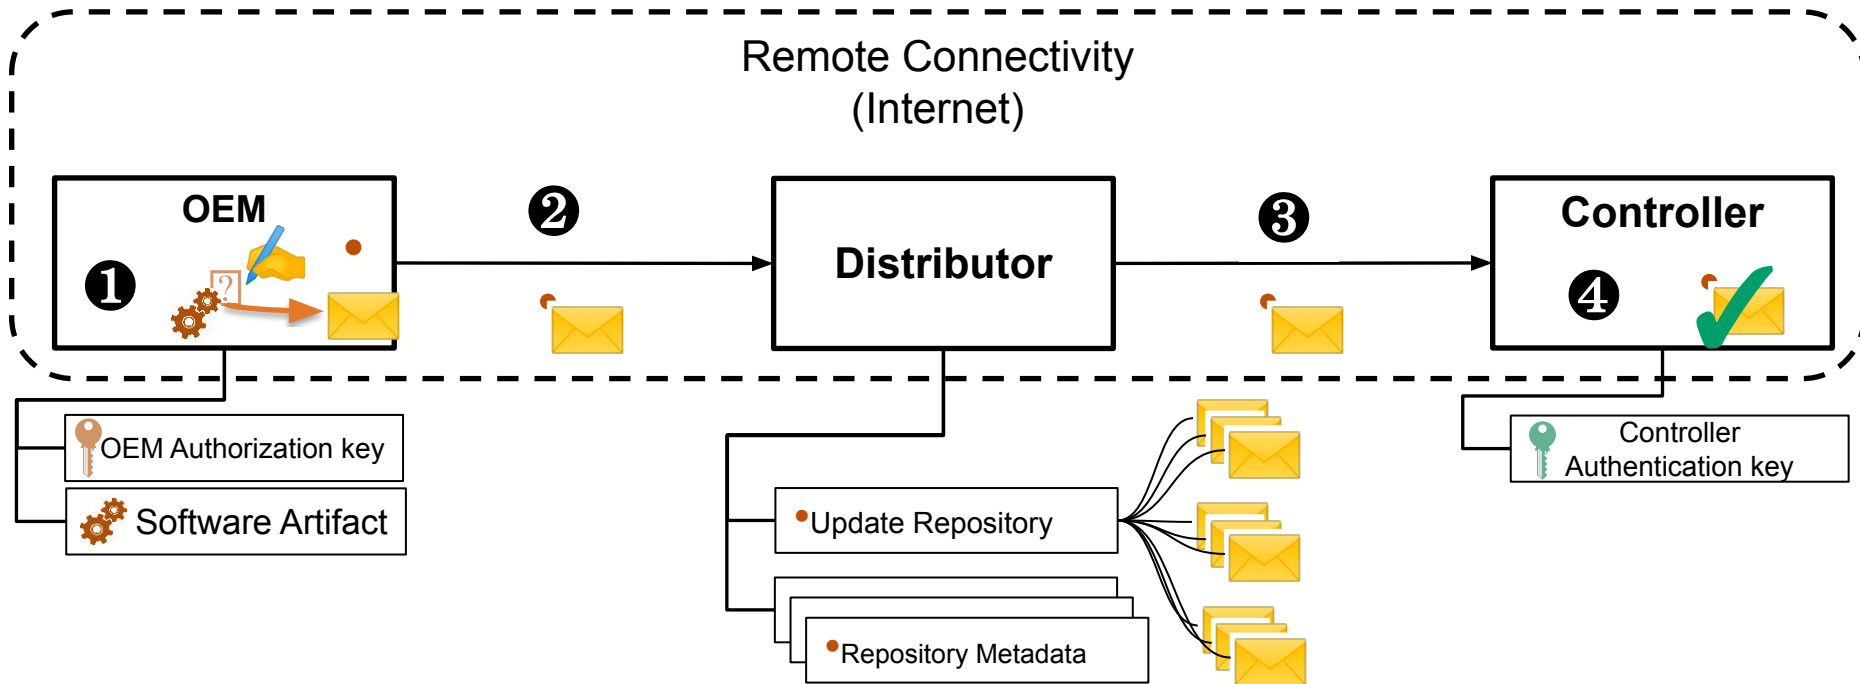 Remote Connectivity
(Internet)
OEM
❶
?
❷
Distributor
❸
Controller
❹
OEM Authorization key
Software Artifact
Update Repository
Repository Metadata
Controller
Authentication key